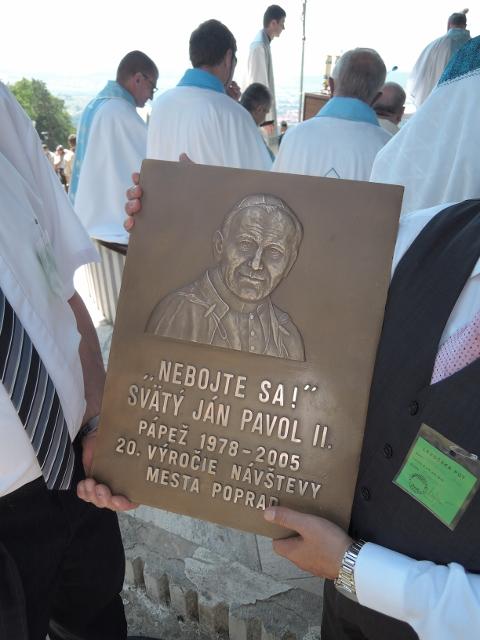 „NEBOJTE SA!"
SVÄTÝ JÁN PAVOL II.
PÁPEŽ 1978-2005
20. VÝROČIE NÁVŠTEVY
MESTA POPRAD